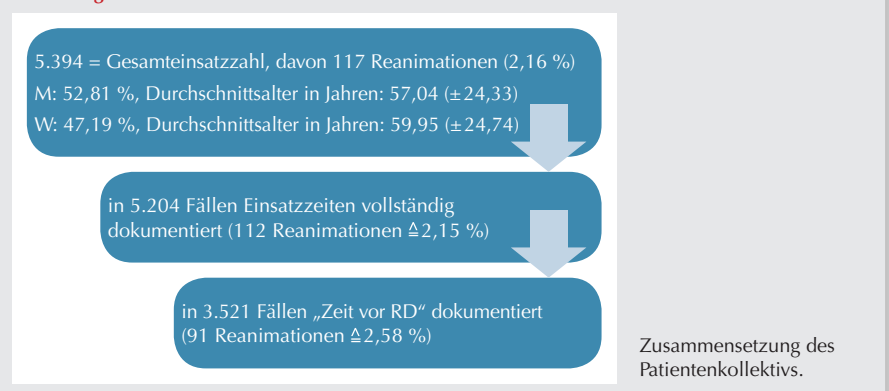 5.394 = Gesamteinsatzzahl, davon 117 Reanimationen (2,16 %)
M: 52,81 %, Durchschnittsalter in Jahren: 57,04 (±24,33)
W: 47,19 %, Durchschnittsalter in Jahren: 59,95 (±24,74)
in 5.204 Fällen Einsatzzeiten vollständig
dokumentiert (112 Reanimationen ≙2,15 %)
in 3.521 Fällen „Zeit vor RD“ dokumentiert
(91 Reanimationen ≙2,58 %)
Zusammensetzung des
Patientenkollektivs.